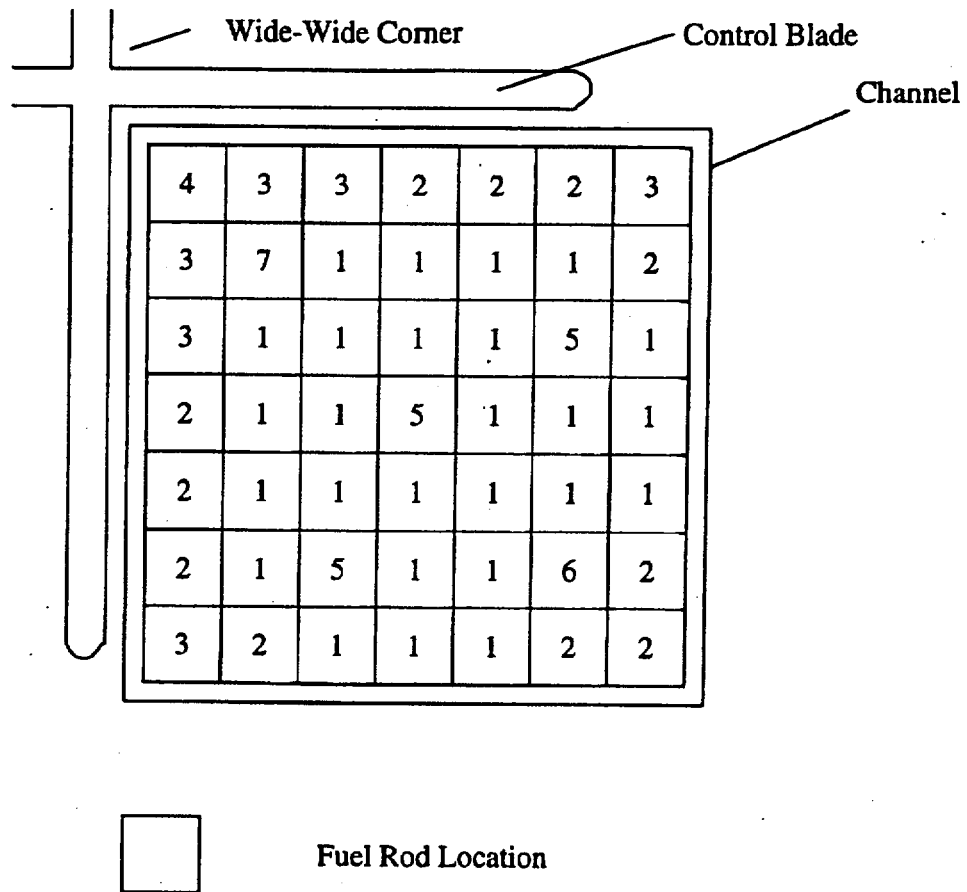 Wide-Wide Corner
Control Blade
Channel
4 3 3 2 2 2 3
3 7 1 1 1 1 2
3 1 1 1 1 5 1
2 1 1 5 1 1 1
2 1 1 1 1 1 1
2 1 5 1 1 6 2
3 2 1 1 1 2 2
Fuel Rod Location